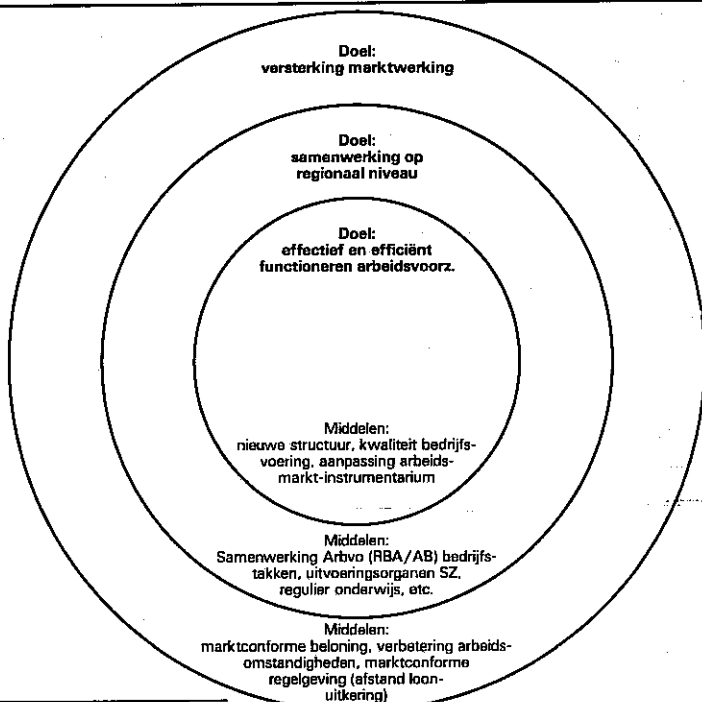 Doel:
versterking marktwerking
Doel:
samenwerking op
regionaal niveau
Doel:
effectief en efficiënt
functioneren arbeidsvoorz.
Middelen:
nieuwe structuur, kwaliteit bedrijfs-
voering, aanpassing arbeids-
markt-instrumentarium
Middelen:
Samenwerking Arbvo (RBA/AB) bedrijfs-
takken, uitvoeringsorganen SZ,
regulier onderwijs, etc.
Middelen:
marktconforme beloning, verbetering arbeids-
omstandigheden, marktconforme
regelgeving (afstand loon-
uitkering)